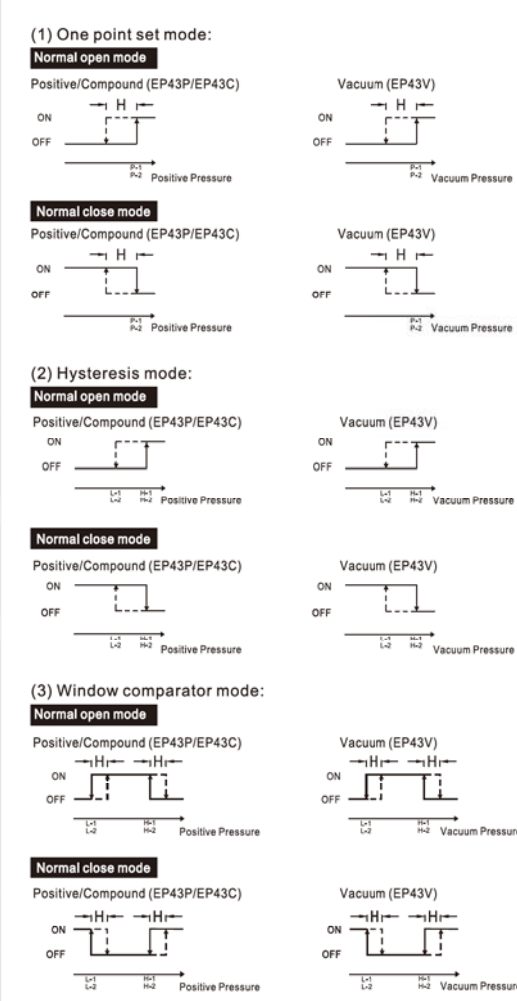 (1) One point set mode:
Normal open mode
Positive/Compound (EP43P/EP43C)
H
ON
OFF
P-1
P-2
Positive Pressure
Vacuum (EP43V)
H
ON
OFF
P-1
P-2
Vacuum Pressure
Normal close mode
Positive/Compound (EP43P/EP43C)
H
ON
OFF
P-1
P-2
Positive Pressure
Vacuum (EP43V)
H
ON
OFF
P-1
P-2
Vacuum Pressure
(2) Hysteresis mode:
Normal open mode
Positive/Compound (EP43P/EP43C)
ON
OFF
L-1 H-1
L-2 H-2
Positive Pressure
Vacuum (EP43V)
ON
OFF
L-1 H-1
L-2 H-2
Vacuum Pressure
Normal close mode
Positive/Compound (EP43P/EP43C)
ON
OFF
L-1 H-1
L-2 H-2
Positive Pressure
Vacuum (EP43V)
ON
OFF
L-1 H-1
L-2 H-2
Vacuum Pressure
(3) Window comparator mode:
Normal open mode
Positive/Compound (EP43P/EP43C)
H H
ON
OFF
L-1 H-1
L-2 H-2
Positive Pressure
Vacuum (EP43V)
H H
ON
OFF
L-1 H-1
L-2 H-2
Vacuum Pressure
Normal close mode
Positive/Compound (EP43P/EP43C)
H H
ON
OFF
L-1 H-1
L-2 H-2
Positive Pressure
Vacuum (EP43V)
H H
ON
OFF
L-1 H-1
L-2 H-2
Vacuum Pressure